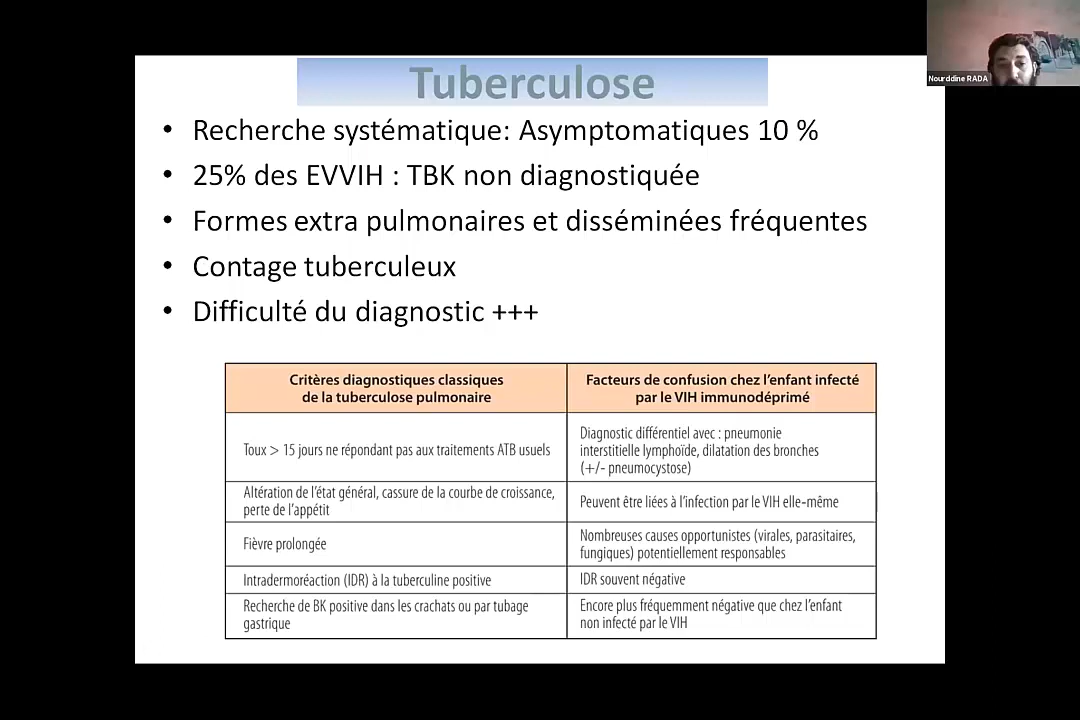 Tuberculose
• Recherche systématique: Asymptomatiques 10 %
• 25% des EVVIH : TBK non diagnostiquée
• Formes extra pulmonaires et disséminées fréquentes
• Contage tuberculeux
• Difficulté du diagnostic +++
Critères diagnostiques classiques
de la tuberculose pulmonaire
Facteurs de confusion chez l'enfant infecté
par le VIH immunodéprimé
Toux > 15 jours ne répondant pas aux traitements ATB usuels
Diagnostic différentiel avec : pneumonie
interstitielle lymphoïde, dilatation des bronches
(+/- pneumocystose)
Altération de l'état général, cassure de la courbe de croissance,
perte de l'appétit
Peuvent être liées à l'infection par le VIH elle-même
Fièvre prolongée
Nombreuses causes opportunistes (virales, parasitaires,
fungiques) potentiellement responsables
Intradermoréaction (IDR) à la tuberculine positive
IDR souvent négative
Recherche de BK positive dans les crachats ou par tubage
gastrique
Encore plus fréquemment négative que chez l'enfant
non infecté par le VIH
Nourddine RADA